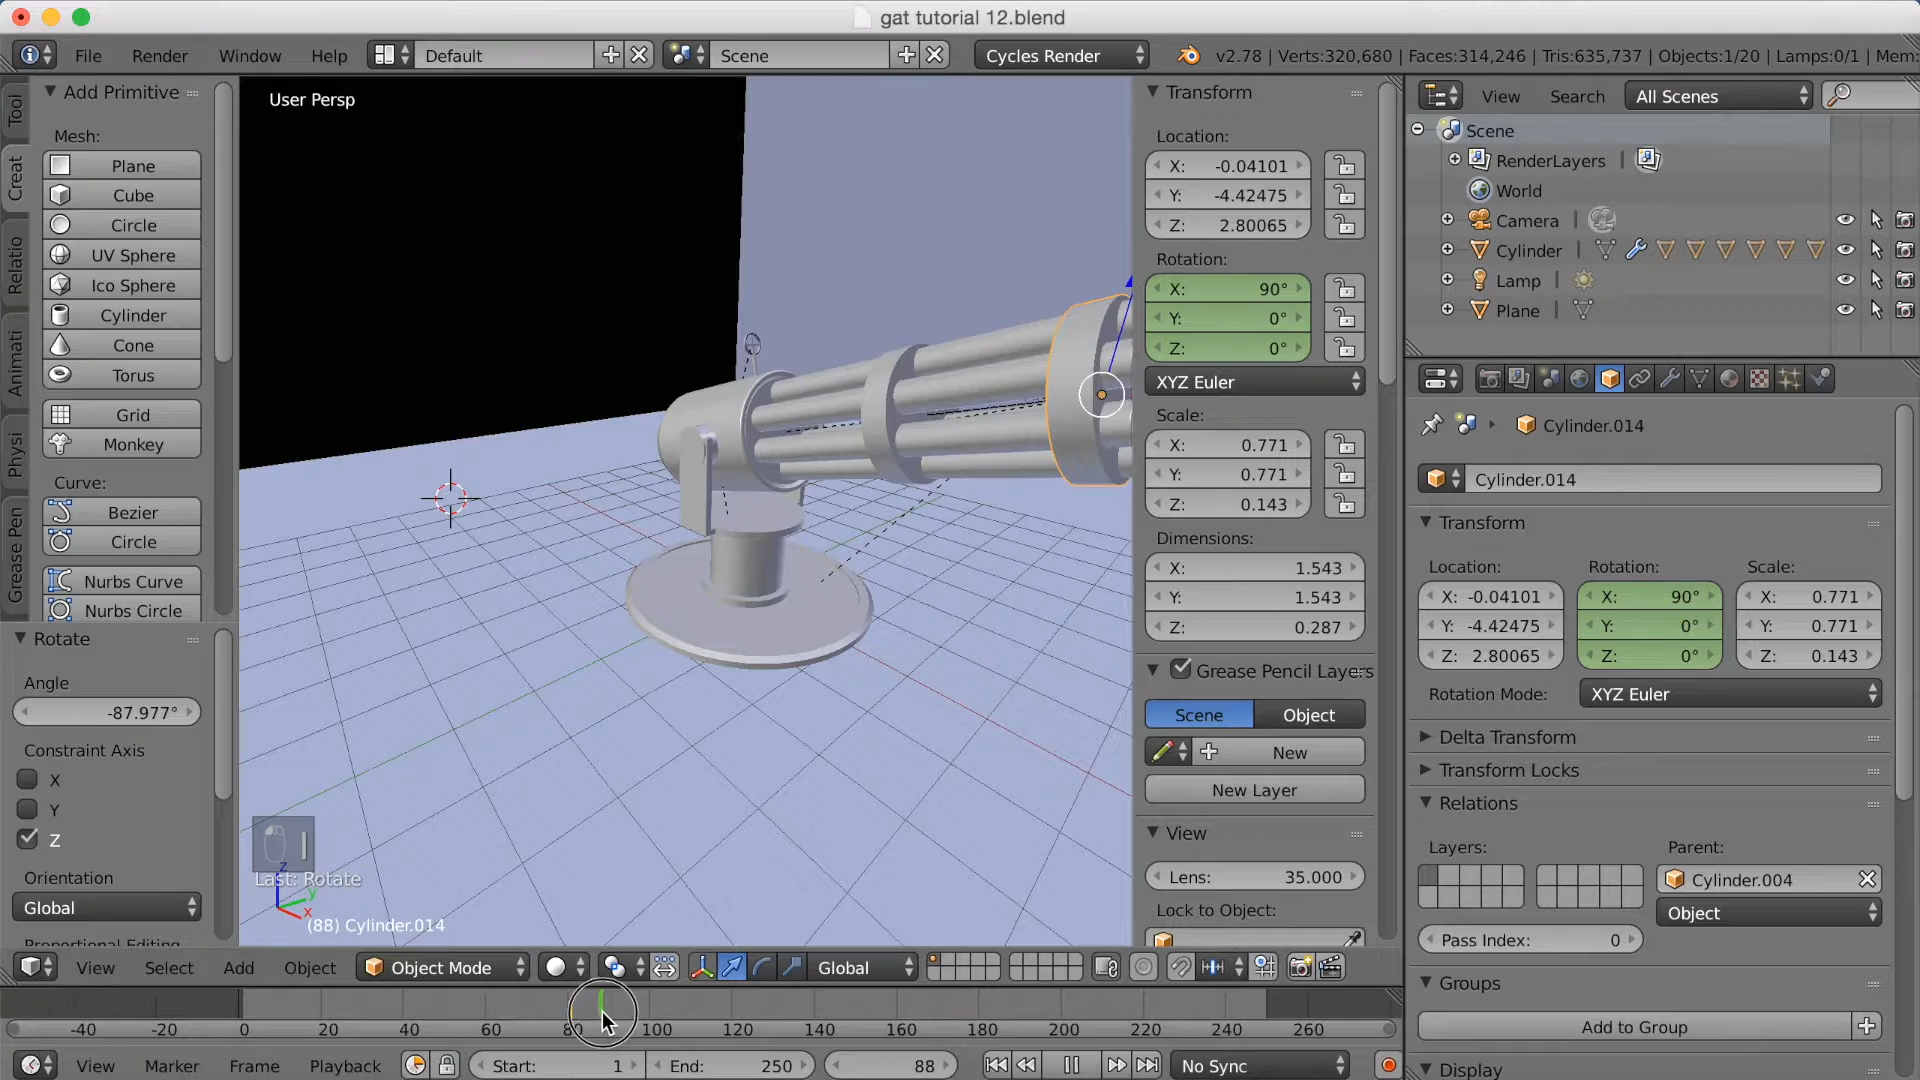 gat tutorial 12.blend
File Render Window Help Default Scene Cycles Render v2.78 | Verts:320,680 | Faces:314,246 | Tris:635,737 | Objects:1/20 | Lamps:0/1 | Mem:
Tool
Creat
Relatio
Animati
Physi
Grease Pen
Add Primitive
Mesh:
Plane
Cube
Circle
UV Sphere
Ico Sphere
Cylinder
Cone
Torus
Grid
Monkey
Curve:
Bezier
Circle
Nurbs Curve
Nurbs Circle
Rotate
Angle
-87.977°
Constraint Axis
X
Y
Z
Orientation
Global
Proportional Editing
User Persp
Last: Rotate
z
y
x
(88) Cylinder.014
Transform
Location:
X: -0.04101
Y: -4.42475
Z: 2.80065
Rotation:
X: 90°
Y: 0°
Z: 0°
XYZ Euler
Scale:
X: 0.771
Y: 0.771
Z: 0.143
Dimensions:
X: 1.543
Y: 1.543
Z: 0.287
Grease Pencil Layers
Scene Object
New
New Layer
View
Lens: 35.000
Lock to Object:
View Search All Scenes
Scene
RenderLayers |
World
Camera |
Cylinder |
Lamp |
Plane |
Cylinder.014
Cylinder.014
Transform
Location: Rotation: Scale:
X: -0.04101 X: 90° X: 0.771
Y: -4.42475 Y: 0° Y: 0.771
Z: 2.80065 Z: 0° Z: 0.143
Rotation Mode: XYZ Euler
Delta Transform
Transform Locks
Relations
Layers: Parent:
Cylinder.004
Object
Pass Index: 0
Groups
Add to Group
Display
View Select Add Object Object Mode Global
-40 -20 0 20 40 60 80 100 120 140 160 180 200 220 240 260
View Marker Frame Playback Start: 1 End: 250 88 No Sync